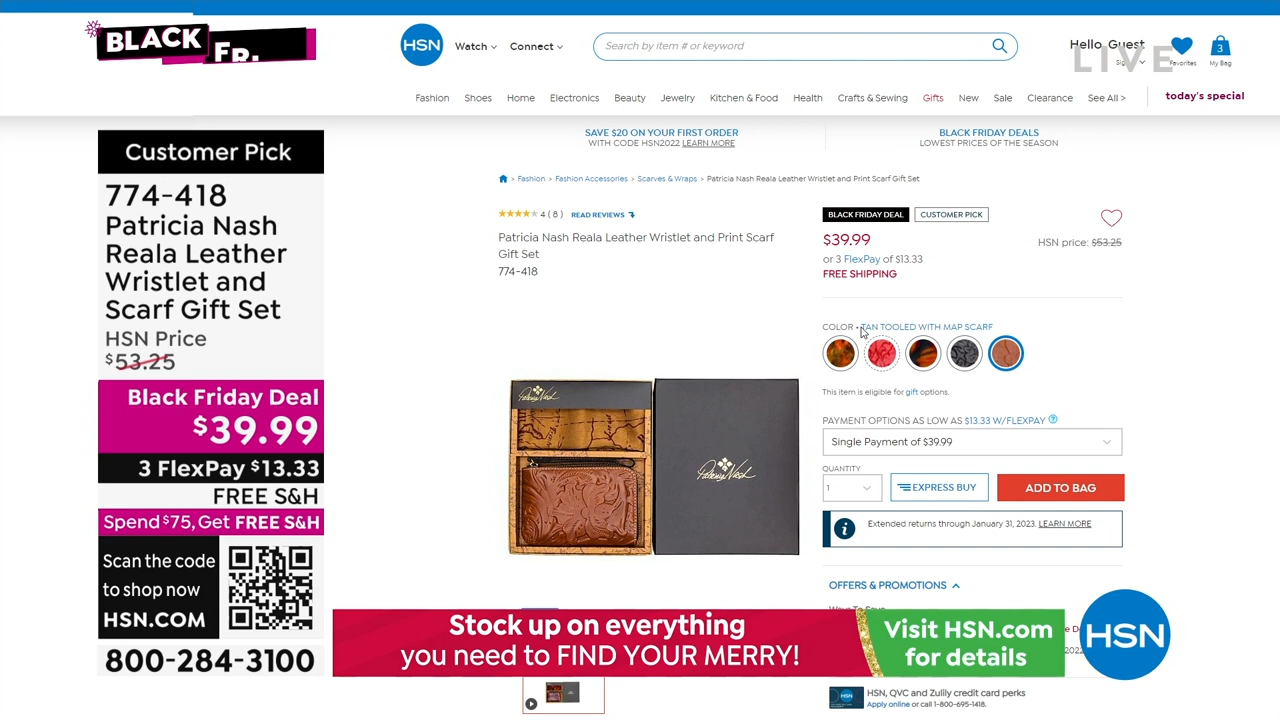 BLACK
FR.
HSN
Watch
Connect
Search by item # or keyword
Hello, Guest
LIVE
Favorites
3
My Bag
Fashion Shoes Home Electronics Beauty Jewelry Kitchen & Food Health Crafts & Sewing Gifts New Sale Clearance See All >
today's special
SAVE $20 ON YOUR FIRST ORDER
WITH CODE HSN2022 LEARN MORE
BLACK FRIDAY DEALS
LOWEST PRICES OF THE SEASON
Customer Pick
774-418
Patricia Nash
Reala Leather
Wristlet and
Scarf Gift Set
HSN Price
$53.25
Black Friday Deal
$39.99
3 FlexPay $13.33
FREE S&H
Spend $75, Get FREE S&H
Scan the code
to shop now
HSN.COM
800-284-3100
> Fashion > Fashion Accessories > Scarves & Wraps > Patricia Nash Reala Leather Wristlet and Print Scarf Gift Set
4 ( 8 ) READ REVIEWS
Patricia Nash Reala Leather Wristlet and Print Scarf
Gift Set
774-418
Patricia Nash
Patricia Nash
BLACK FRIDAY DEAL
CUSTOMER PICK
$39.99
HSN price: $53.25
or 3 FlexPay of $13.33
FREE SHIPPING
COLOR • TAN TOOLED WITH MAP SCARF
This item is eligible for gift options.
PAYMENT OPTIONS AS LOW AS $13.33 W/FLEXPAY ?
Single Payment of $39.99
QUANTITY
1
EXPRESS BUY
ADD TO BAG
Extended returns through January 31, 2023. LEARN MORE
OFFERS & PROMOTIONS
Ways To Save
Stock up on everything
you need to FIND YOUR MERRY!
Visit HSN.com
for details
HSN
HSN
HSN, QVC and Zulily credit card perks
Apply online or call 1-800-695-1418.